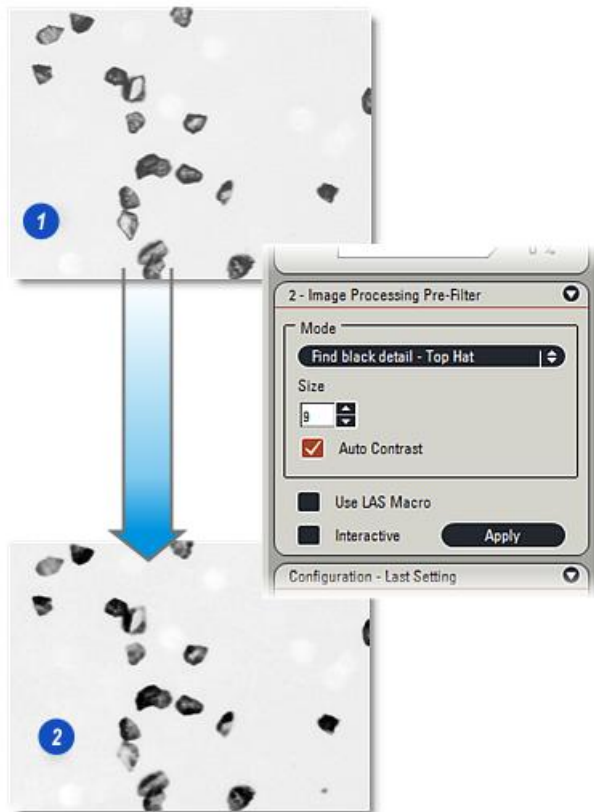 1
0 %
2 - Image Processing Pre-Filter
Mode
Find black detail - Top Hat
Size
9
Auto Contrast
Use LAS Macro
Interactive
Apply
Configuration - Last Setting
2